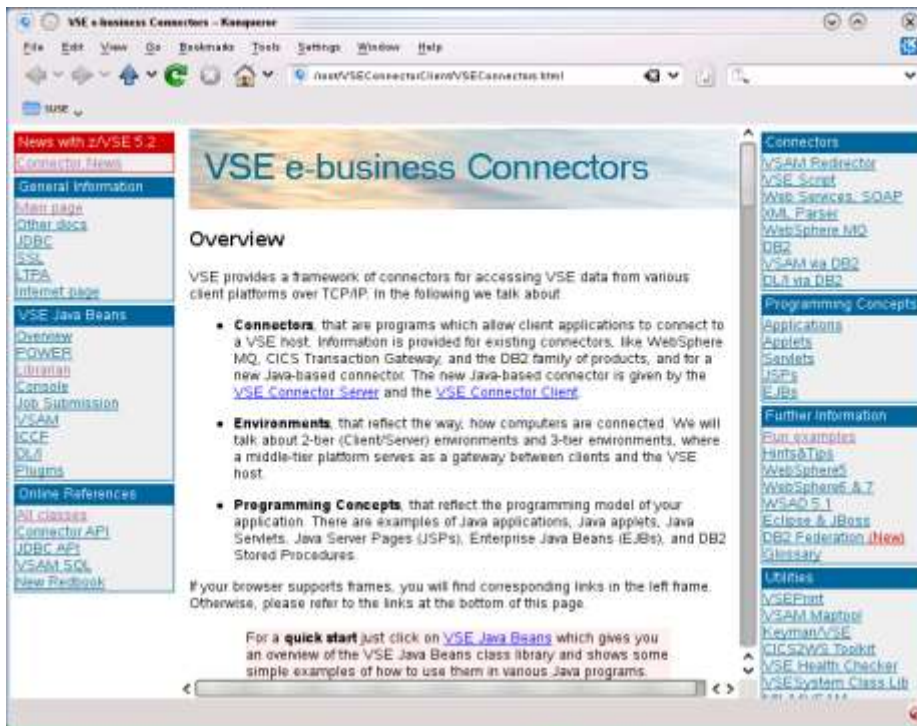 VSE e-business Connectors - Konqueror
File Edit View Go Bookmarks Tools Settings Window Help
/root/VSEConnectorClient/VSEConnectors.html
suse
News with z/VSE 5.2
Connector News
General Information
Main page
Other docs
JDBC
SSL
LTPA
Internet page
VSE Java Beans
Overview
POWER
Librarian
Console
Job Submission
VSAM
ICCF
DL/I
Plugins
Online References
All classes
Connector API
JDBC API
VSAM SQL
New Redbook
VSE e-business Connectors
Overview
VSE provides a framework of connectors for accessing VSE data from various
client platforms over TCP/IP. In the following we talk about
• Connectors, that are programs which allow client applications to connect to
a VSE host. Information is provided for existing connectors, like WebSphere
MQ, CICS Transaction Gateway, and the DB2 family of products, and for a
new Java-based connector. The new Java-based connector is given by the
VSE Connector Server and the VSE Connector Client.
• Environments, that reflect the way, how computers are connected. We will
talk about 2-tier (Client/Server) environments and 3-tier environments, where
a middle-tier platform serves as a gateway between clients and the VSE
host.
• Programming Concepts, that reflect the programming model of your
application. There are examples of Java applications, Java applets, Java
Servlets, Java Server Pages (JSPs), Enterprise Java Beans (EJBs), and DB2
Stored Procedures.
If your browser supports frames, you will find corresponding links in the left frame.
Otherwise, please refer to the links at the bottom of this page.
For a quick start just click on VSE Java Beans which gives you
an overview of the VSE Java Beans class library and shows some
simple examples of how to use them in various Java programs.
Connectors
VSAM Redirector
VSE Script
Web Services, SOAP
XML Parser
WebSphere MQ
DB2
VSAM via DB2
DL/I via DB2
Programming Concepts
Applications
Applets
Servlets
JSPs
EJBs
Further Information
Run examples
Hints&Tips
WebSphere5
WebSphere6 & 7
WSAD 5.1
Eclipse & JBoss
DB2 Federation (New)
Glossary
Utilities
VSEPrint
VSAM Maptool
Keyman/VSE
CICS2WS Toolkit
VSE Health Checker
VSESystem Class Lib